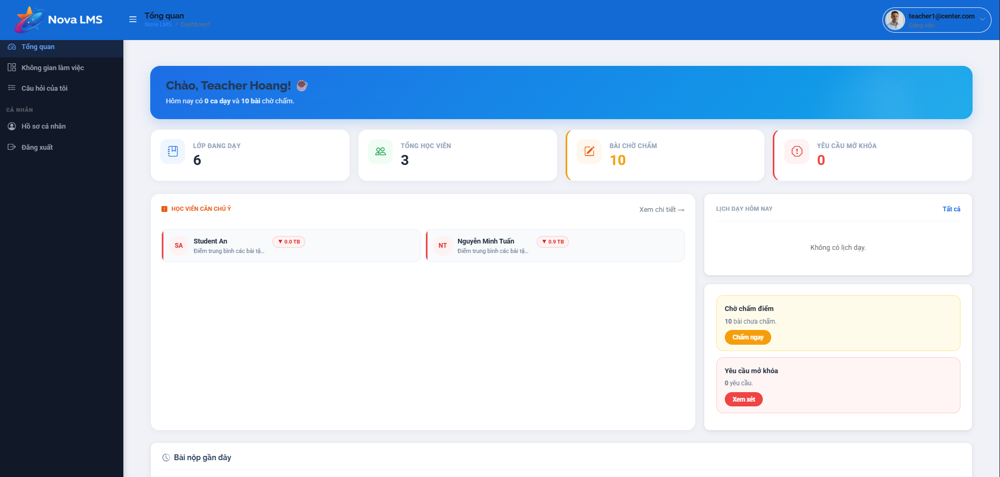 Nova LMS
Tổng quan
Nova LMS > Dashboard
teacher1@center.com
Giảng viên
Tổng quan
Không gian làm việc
Câu hỏi của tôi
CÁ NHÂN
Hồ sơ cá nhân
Đăng xuất
Chào, Teacher Hoang!
Hôm nay có 0 ca dạy và 10 bài chờ chấm.
LỚP ĐANG DẠY
6
TỔNG HỌC VIÊN
3
BÀI CHỜ CHẤM
10
YÊU CẦU MỞ KHÓA
0
HỌC VIÊN CẦN CHÚ Ý
Xem chi tiết →
SA
Student An
Điểm trung bình các bài tậ...
▼ 0.0 TB
NT
Nguyễn Minh Tuấn
Điểm trung bình các bài tậ...
▼ 0.9 TB
LỊCH DẠY HÔM NAY
Tất cả
Không có lịch dạy.
Chờ chấm điểm
10 bài chưa chấm.
Chấm ngay
Yêu cầu mở khóa
0 yêu cầu.
Xem xét
Bài nộp gần đây